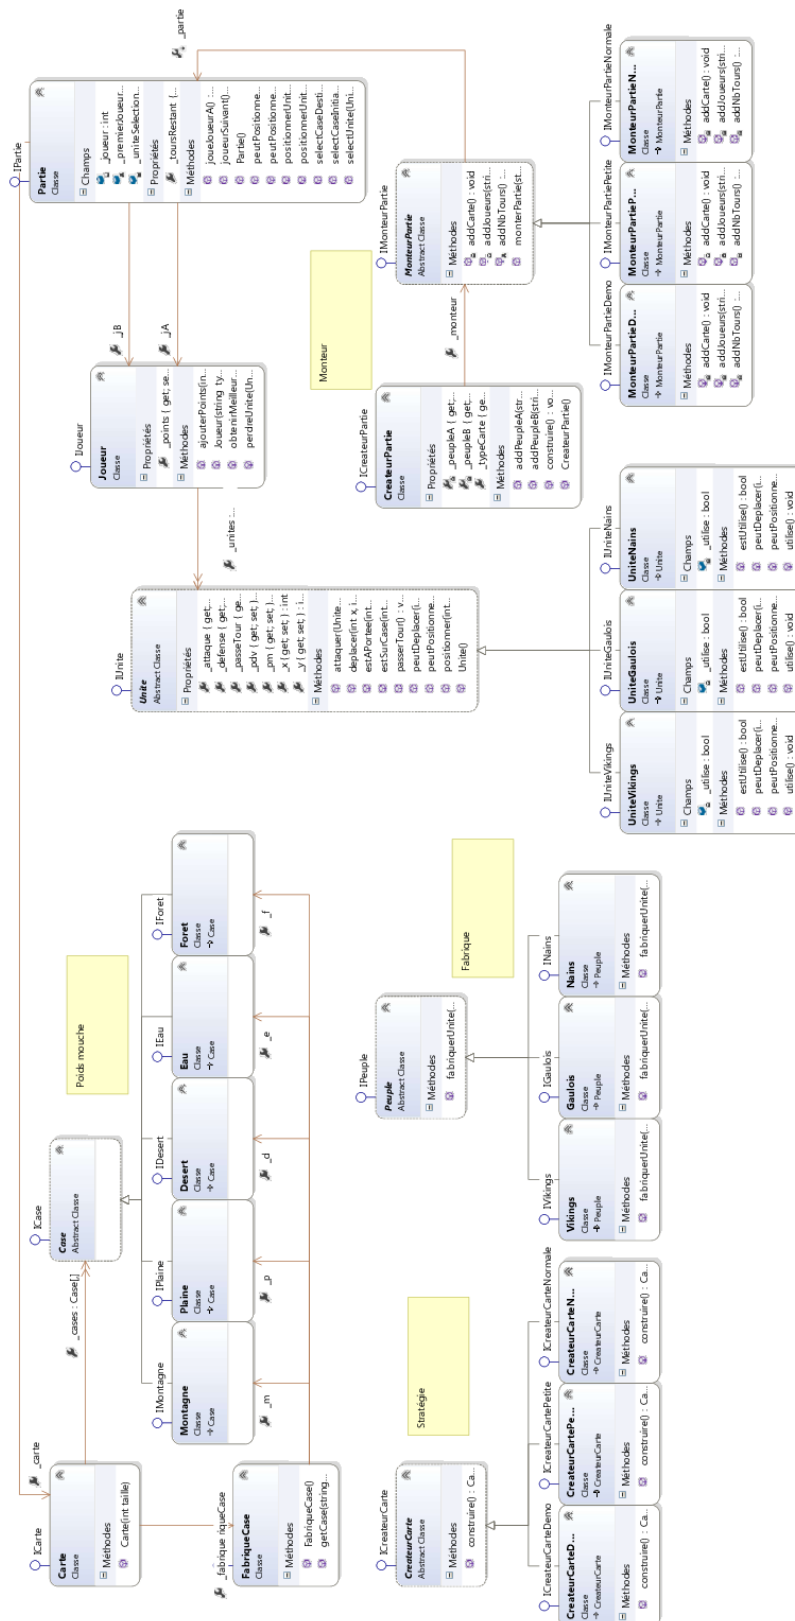 ICarte
Carte
Classe
Méthodes
Carte(int taille)
_carte
_cases : Case[,]
ICase
Case
Abstract Classe
Poids mouche
_fabrique
riqueCase
FabriqueCase
Classe
Méthodes
FabriqueCase()
getCase(string...
IMontagne
Montagne
Classe
Case
_m
IPlaine
Plaine
Classe
Case
_p
IDesert
Desert
Classe
Case
_d
IEau
Eau
Classe
Case
_e
IForet
Foret
Classe
Case
_f
IUnite
Unite
Abstract Classe
Propriétés
_attaque { get;...
_defense { get;...
_passeTour { ge...
_pdv { get; set; }...
_pm { get; set; }...
_x { get; set; } : int
_y { get; set; } : i...
Méthodes
attaquer(Unite...
deplacer(int x, i...
estAPortee(int...
estSurCase(int...
passerTour() : v...
peutDeplacer(i...
peutPositionne...
positionner(int...
Unite()
_unites :...
IJoueur
Joueur
Classe
Propriétés
_points { get; se...
Méthodes
ajouterPoints(in...
Joueur(string ty...
obtenirMeilleur...
perdreUnite(Un...
_jB
_jA
IPartie
Partie
Classe
Champs
_joueur : int
_premierJoueur...
_uniteSelection...
Propriétés
_toursRestant {...
Méthodes
joueJoueurA() :...
joueurSuivant()...
Partie()
peutPositionne...
peutPositionne...
positionnerUnit...
positionnerUnit...
selectCaseDesti...
selectCaseInitia...
selectUnite(Uni...
_partie
Stratégie
ICreateurCarte
CreateurCarte
Abstract Classe
Méthodes
construire() : Ca...
ICreateurCarteDemo
CreateurCarteD...
Classe
CreateurCarte
Méthodes
construire() : Ca...
ICreateurCartePetite
CreateurCartePe...
Classe
CreateurCarte
Méthodes
construire() : Ca...
ICreateurCarteNormale
CreateurCarteN...
Classe
CreateurCarte
Méthodes
construire() : Ca...
Fabrique
IPeuple
Peuple
Abstract Classe
Méthodes
fabriquerUnite(...
IVikings
Vikings
Classe
Peuple
Méthodes
fabriquerUnite(...
IGaulois
Gaulois
Classe
Peuple
Méthodes
fabriquerUnite(...
INains
Nains
Classe
Peuple
Méthodes
fabriquerUnite(...
IUniteVikings
UniteVikings
Classe
Unite
Champs
_utilise : bool
Méthodes
estUtilise() : bool
peutDeplacer(i...
peutPositionne...
utilise() : void
IUniteGaulois
UniteGaulois
Classe
Unite
Champs
_utilise : bool
Méthodes
estUtilise() : bool
peutDeplacer(i...
peutPositionne...
utilise() : void
IUniteNains
UniteNains
Classe
Unite
Champs
_utilise : bool
Méthodes
estUtilise() : bool
peutDeplacer(i...
peutPositionne...
utilise() : void
Monteur
ICreateurPartie
CreateurPartie
Classe
Propriétés
_peupleA { get;...
_peupleB { get;...
_typeCarte { ge...
Méthodes
addPeupleA(str...
addPeupleB(stri...
construire() : vo...
CreateurPartie()
_monteur
IMonteurPartie
MonteurPartie
Abstract Classe
Méthodes
addCarte() : void
addJoueurs(stri...
addNbTours() :...
monterPartie(st...
IMonteurPartieDemo
MonteurPartieD...
Classe
MonteurPartie
Méthodes
addCarte() : void
addJoueurs(stri...
addNbTours() :...
IMonteurPartiePetite
MonteurPartieP...
Classe
MonteurPartie
Méthodes
addCarte() : void
addJoueurs(stri...
addNbTours() :...
IMonteurPartieNormale
MonteurPartieN...
Classe
MonteurPartie
Méthodes
addCarte() : void
addJoueurs(stri...
addNbTours() :...